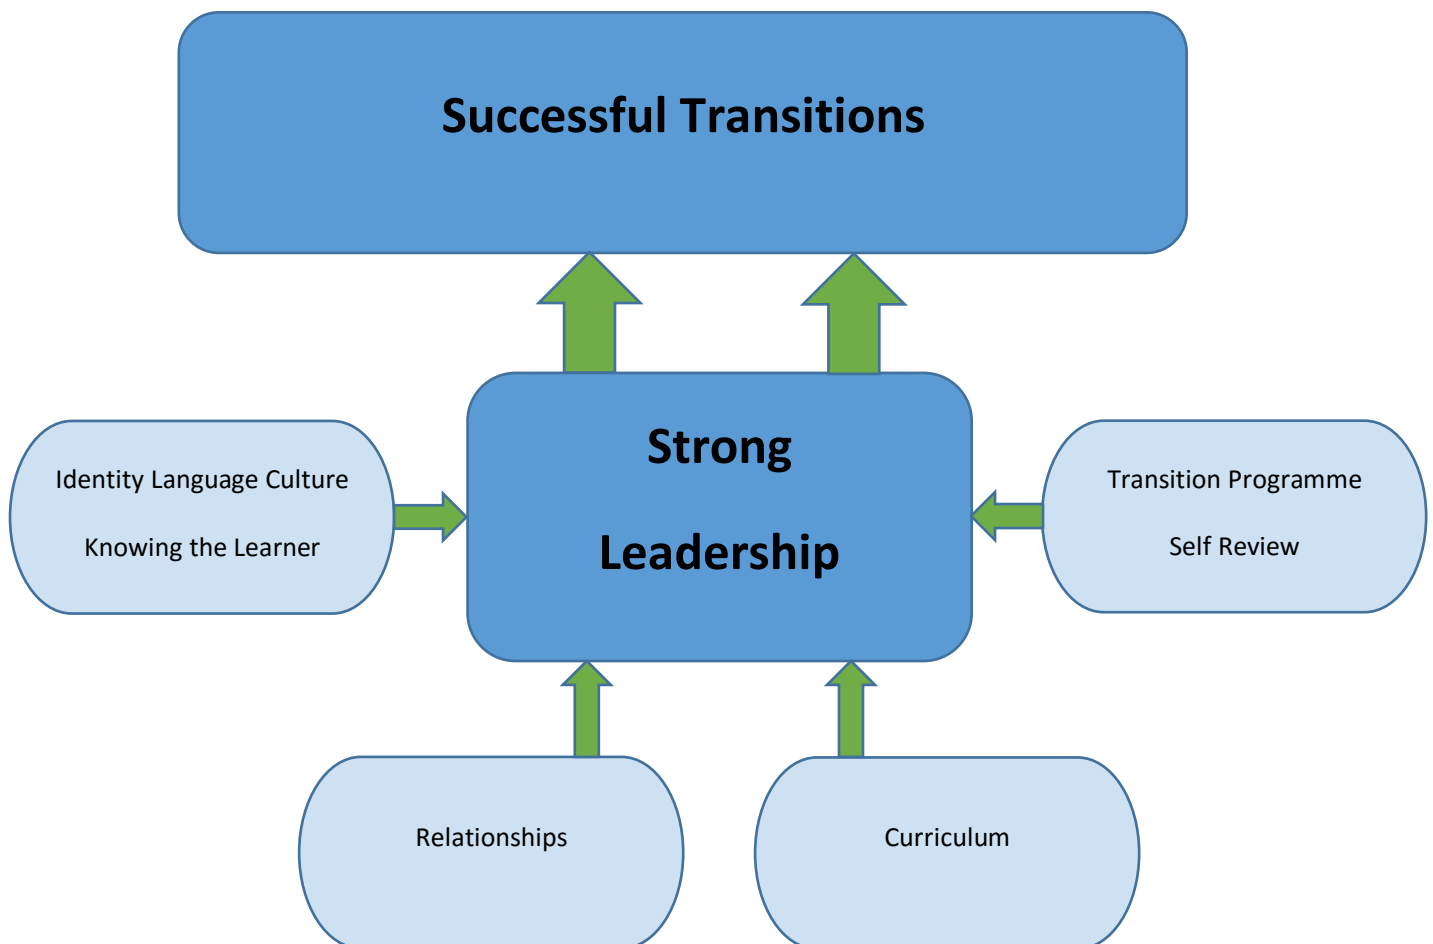 Successful Transitions
Strong
Leadership
Identity Language Culture
Knowing the Learner
Transition Programme
Self Review
Relationships
Curriculum